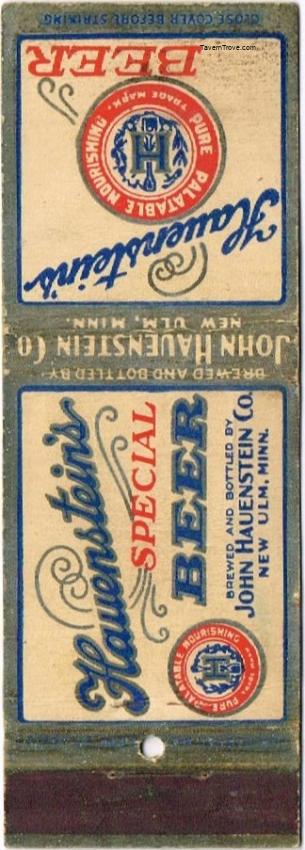 TavernTrove.com
CLOSE COVER BEFORE STRIKING
Hauenstein's
PURE PALATABLE NOURISHING
TRADE MARK
H
BEER
BREWED AND BOTTLED BY
JOHN HAUENSTEIN CO
NEW ULM, MINN.
Hauenstein's
SPECIAL
BEER
BREWED AND BOTTLED BY
JOHN HAUENSTEIN CO.
NEW ULM, MINN.
PURE PALATABLE NOURISHING
H